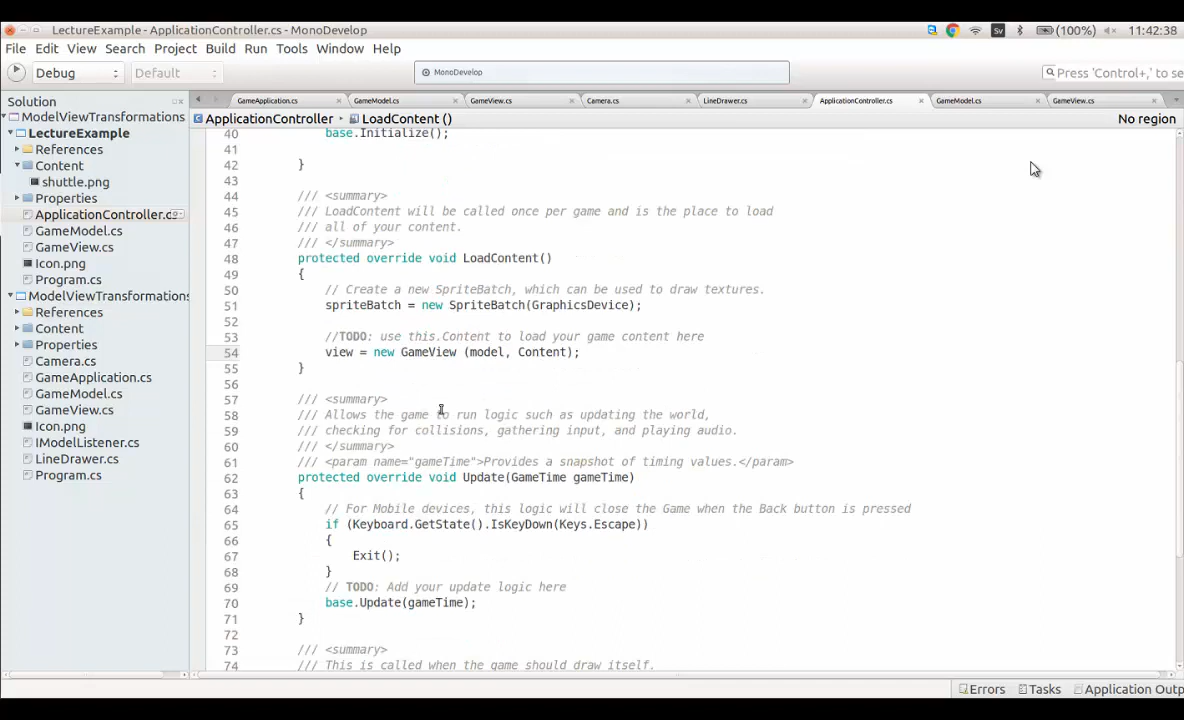 LectureExample - ApplicationController.cs - MonoDevelop
Sv
(100%)
11:42:38
File Edit View Search Project Build Run Tools Window Help
Debug
Default
MonoDevelop
Press 'Control+,' to se
Solution
GameApplication.cs
GameModel.cs
GameView.cs
Camera.cs
LineDrawer.cs
ApplicationController.cs
GameModel.cs
GameView.cs
ModelViewTransformations
LectureExample
References
Content
shuttle.png
Properties
ApplicationController.cs
GameModel.cs
GameView.cs
Icon.png
Program.cs
ModelViewTransformations
References
Content
Properties
Camera.cs
GameApplication.cs
GameModel.cs
GameView.cs
Icon.png
IModelListener.cs
LineDrawer.cs
Program.cs
ApplicationController
LoadContent ()
No region
40 base.Initialize();
41
42 }
43
44 /// <summary>
45 /// LoadContent will be called once per game and is the place to load
46 /// all of your content.
47 /// </summary>
48 protected override void LoadContent()
49 {
50 // Create a new SpriteBatch, which can be used to draw textures.
51 spriteBatch = new SpriteBatch(GraphicsDevice);
52
53 //TODO: use this.Content to load your game content here
54 view = new GameView (model, Content);
55 }
56
57 /// <summary>
58 /// Allows the game to run logic such as updating the world,
59 /// checking for collisions, gathering input, and playing audio.
60 /// </summary>
61 /// <param name="gameTime">Provides a snapshot of timing values.</param>
62 protected override void Update(GameTime gameTime)
63 {
64 // For Mobile devices, this logic will close the Game when the Back button is pressed
65 if (Keyboard.GetState().IsKeyDown(Keys.Escape))
66 {
67 Exit();
68 }
69 // TODO: Add your update logic here
70 base.Update(gameTime);
71 }
72
73 /// <summary>
74 /// This is called when the game should draw itself.
Errors
Tasks
Application Outp